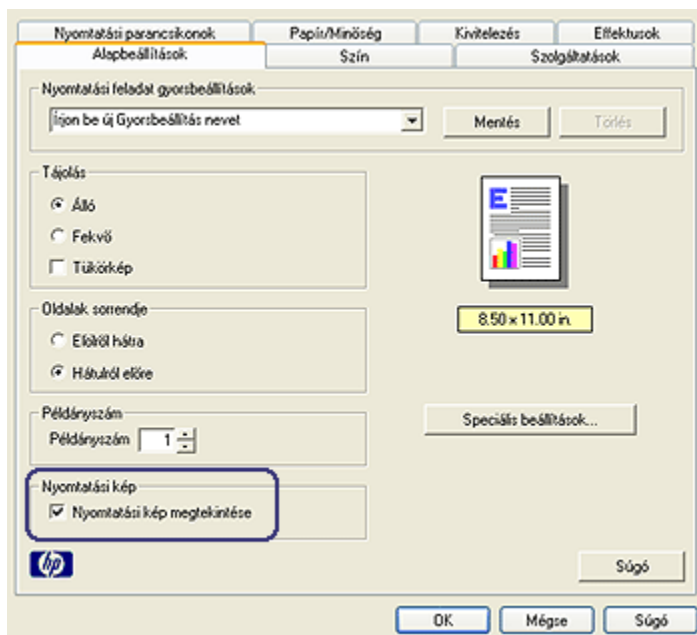 Nyomtatási parancsikonok Papír/Minőség Kivitelezés Effektusok
Alapbeállítások Szín Szolgáltatások
Nyomtatási feladat gyorsbeállítások
Írjon be új Gyorsbeállítás nevet Mentés Törlés
Tájolás
Álló
Fekvő
Tükörkép
E
8.50 × 11.00 in.
Oldalak sorrendje
Elölről hátra
Hátulról előre
Példányszám
Példányszám 1
Speciális beállítások...
Nyomtatási kép
Nyomtatási kép megtekintése
hp
Súgó
OK Mégse Súgó